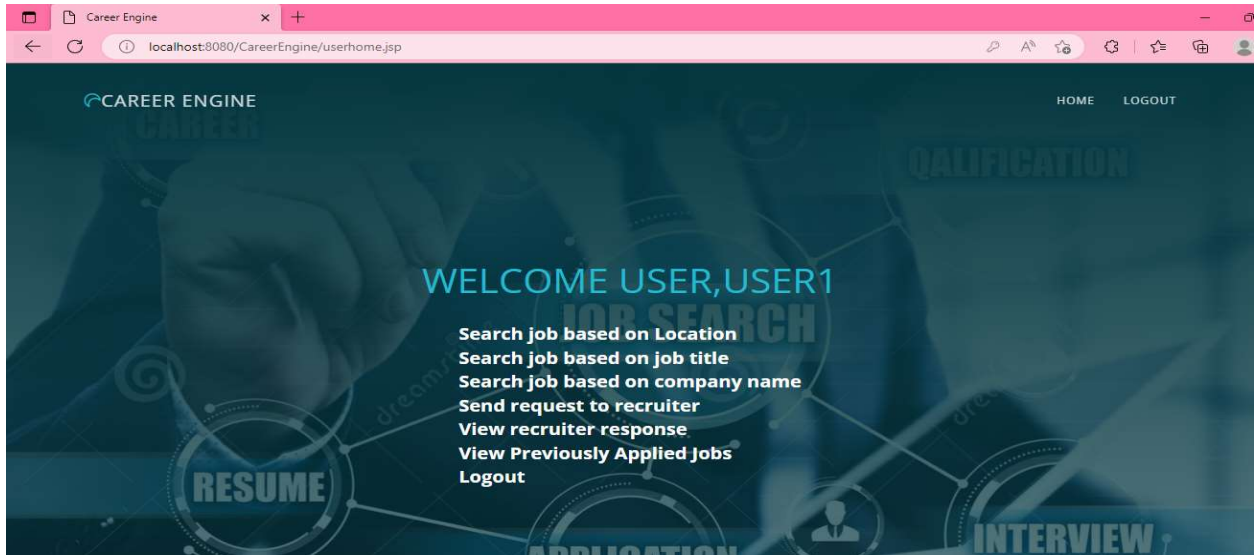 Career Engine
localhost:8080/CareerEngine/userhome.jsp
CAREER ENGINE
HOME LOGOUT
CAREER
QALIFICATION
WELCOME USER,USER1
JOB SEARCH
Search job based on Location
Search job based on job title
Search job based on company name
Send request to recruiter
View recruiter response
View Previously Applied Jobs
Logout
RESUME
INTERVIEW
APPLICATION